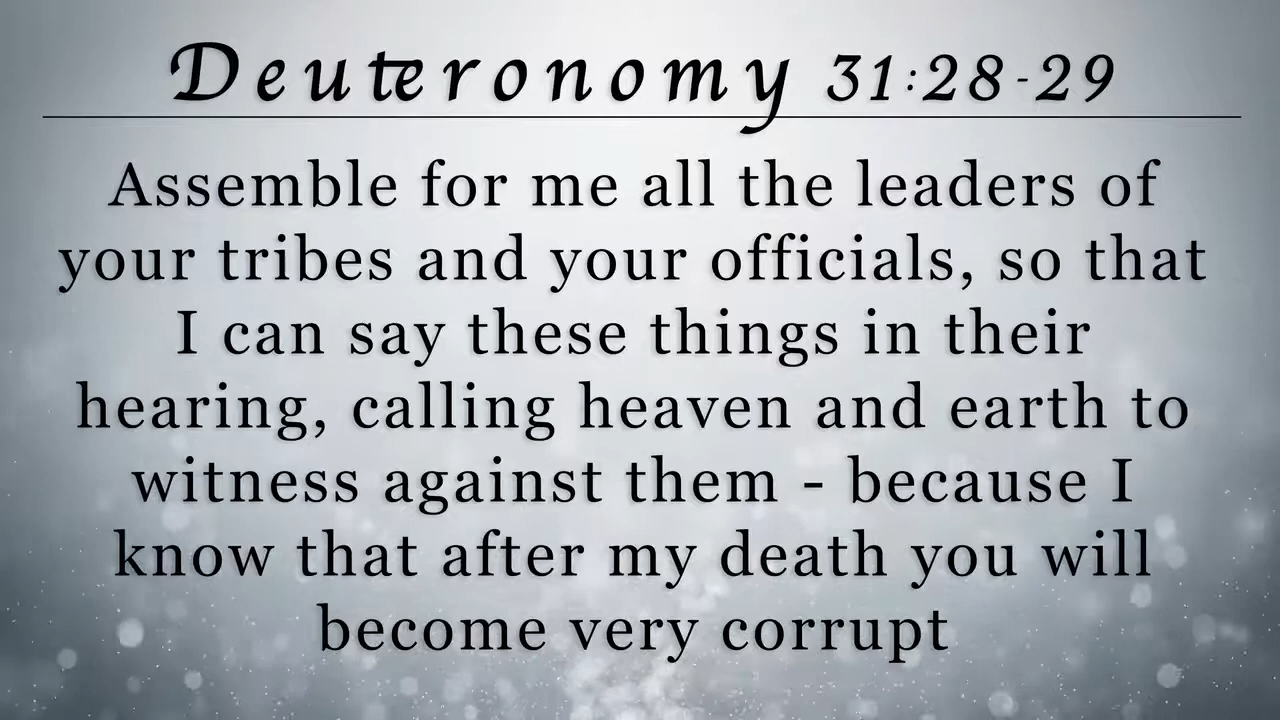 Deuteronomy 31:28-29
Assemble for me all the leaders of
your tribes and your officials, so that
I can say these things in their
hearing, calling heaven and earth to
witness against them - because I
know that after my death you will
become very corrupt